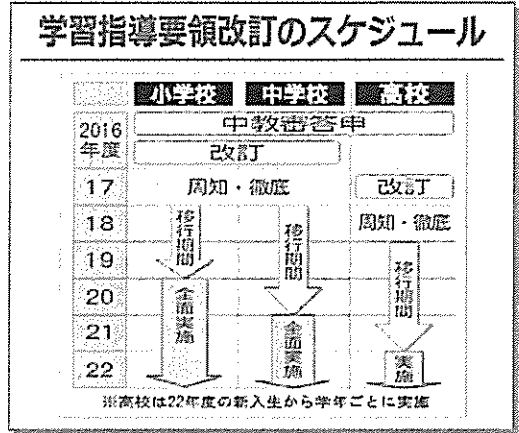 学習指導要領改訂のスケジュール
小学校 中学校 高校
2016年度
中教審答申
改訂
17
周知・徹底
改訂
18
移行期間
移行期間
周知・徹底
19
移行期間
20
全面実施
21
全面実施
22
実施
※高校は22年度の新入生から学年ごとに実施